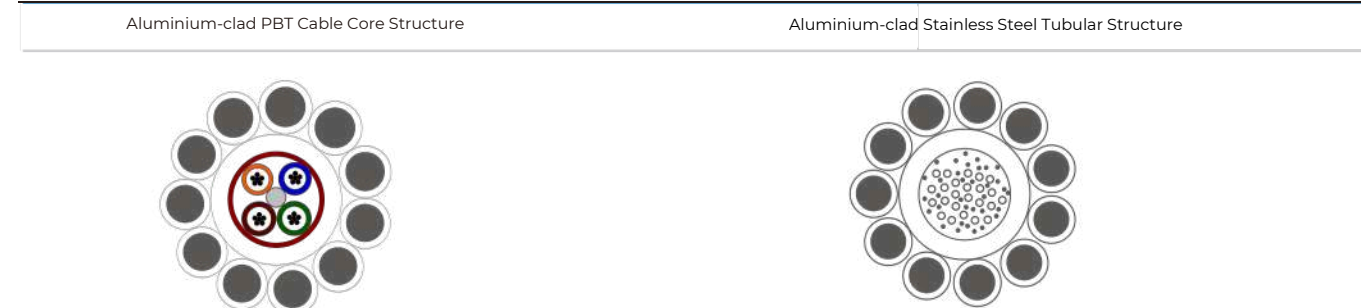 Aluminium-clad PBT Cable Core Structure
Aluminium-clad Stainless Steel Tubular Structure